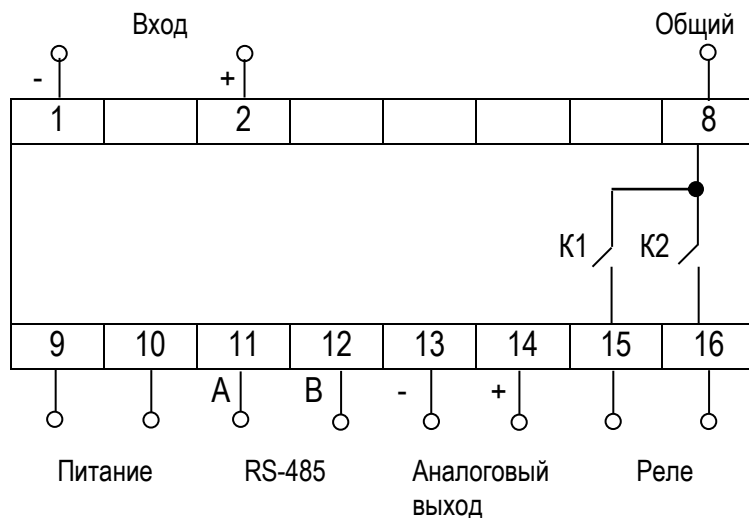 Вход
Общий
- +
1 2 8
К1 К2
9 10 11 12 13 14 15 16
А В - +
Питание RS-485 Аналоговый Реле
выход